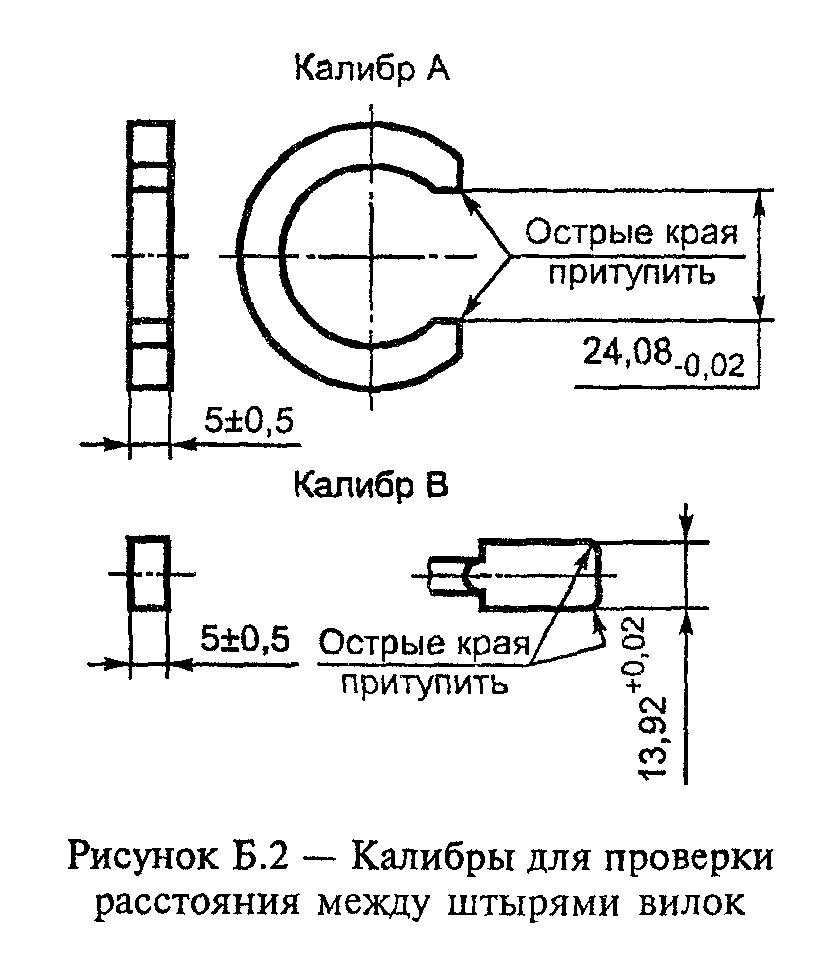 Калибр А
Острые края
притупить
24,08-0,02
5±0,5
Калибр В
5±0,5
Острые края
притупить
13,92+0,02
Рисунок Б.2 — Калибры для проверки
расстояния между штырями вилок